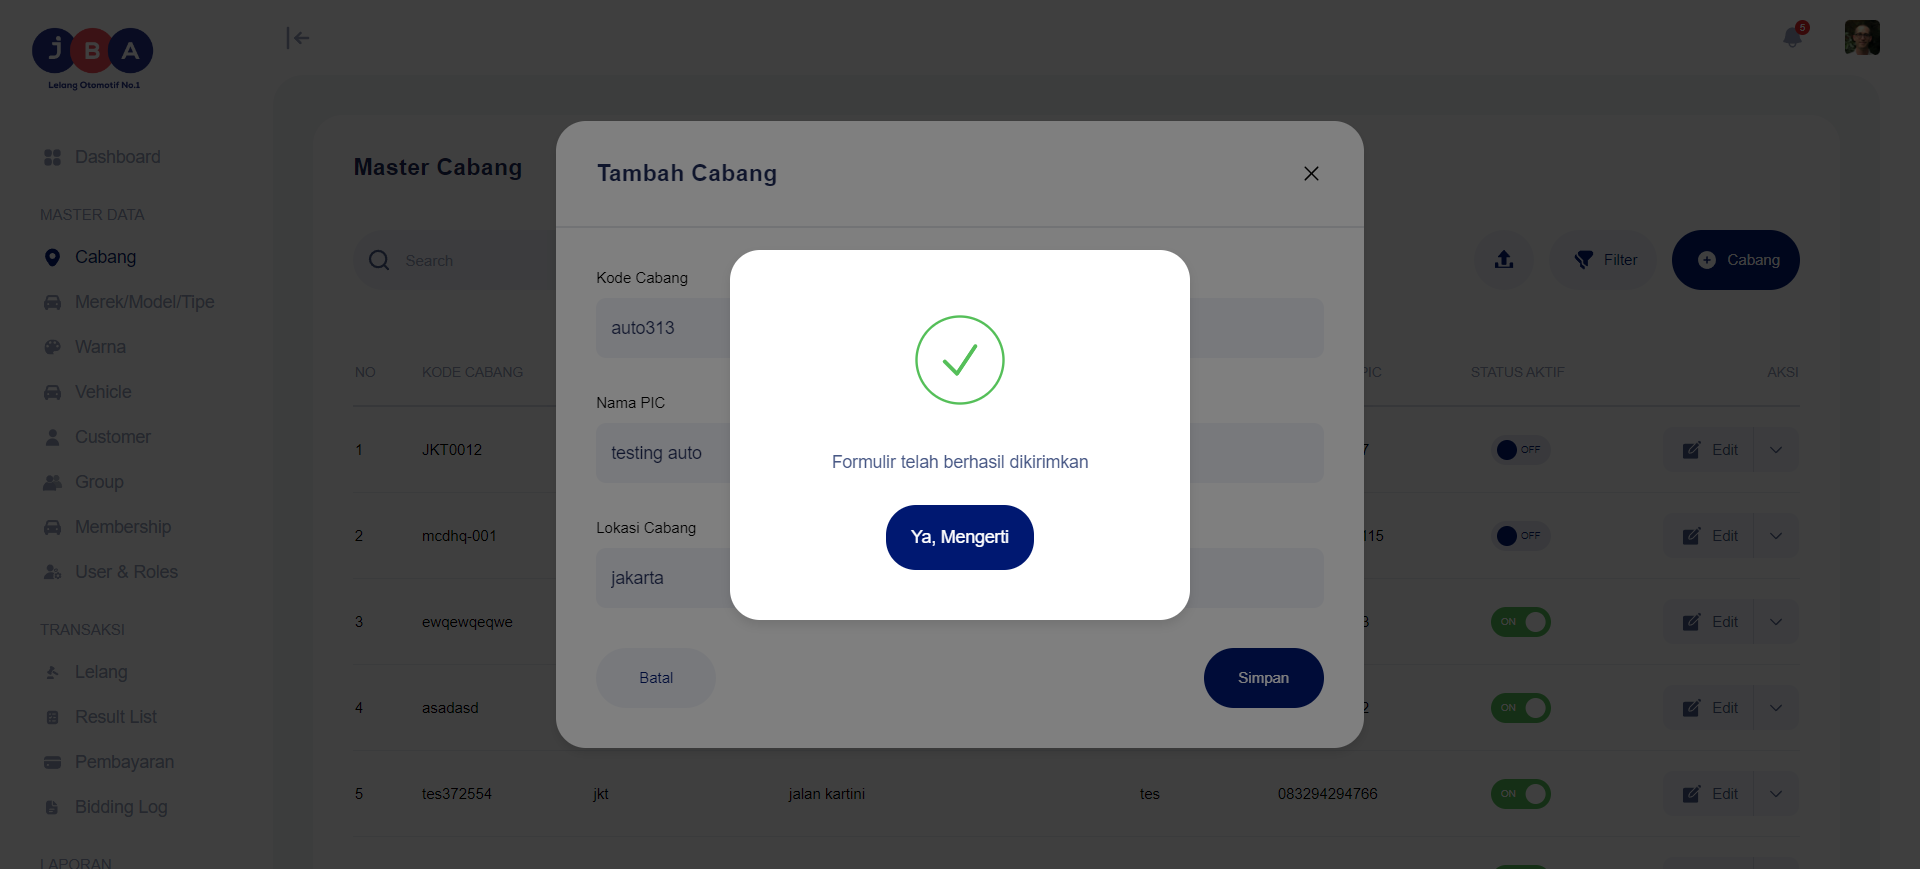 JBA
Lelang Otomotif No.1
5
Dashboard
MASTER DATA
Cabang
Merek/Model/Tipe
Warna
Vehicle
Customer
Group
Membership
User & Roles
TRANSAKSI
Lelang
Result List
Pembayaran
Bidding Log
LAPORAN
Master Cabang
Search
Filter
Cabang
NO KODE CABANG PIC STATUS AKTIF AKSI
1 JKT0012 7 OFF Edit
2 mcdhq-001 115 OFF Edit
3 ewqewqeqwe 3 ON Edit
4 asadasd 2 ON Edit
5 tes372554 jkt jalan kartini tes 083294294766 ON Edit
Tambah Cabang
Kode Cabang
auto313
Nama PIC
testing auto
Lokasi Cabang
jakarta
Batal
Simpan
Formulir telah berhasil dikirimkan
Ya, Mengerti